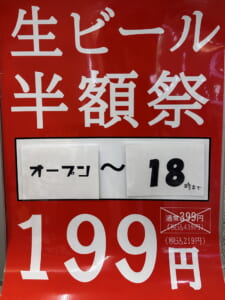 生ビール
半額祭
オープン 〜 18時まで
199円
通常399円
(税込439円)
(税込219円)